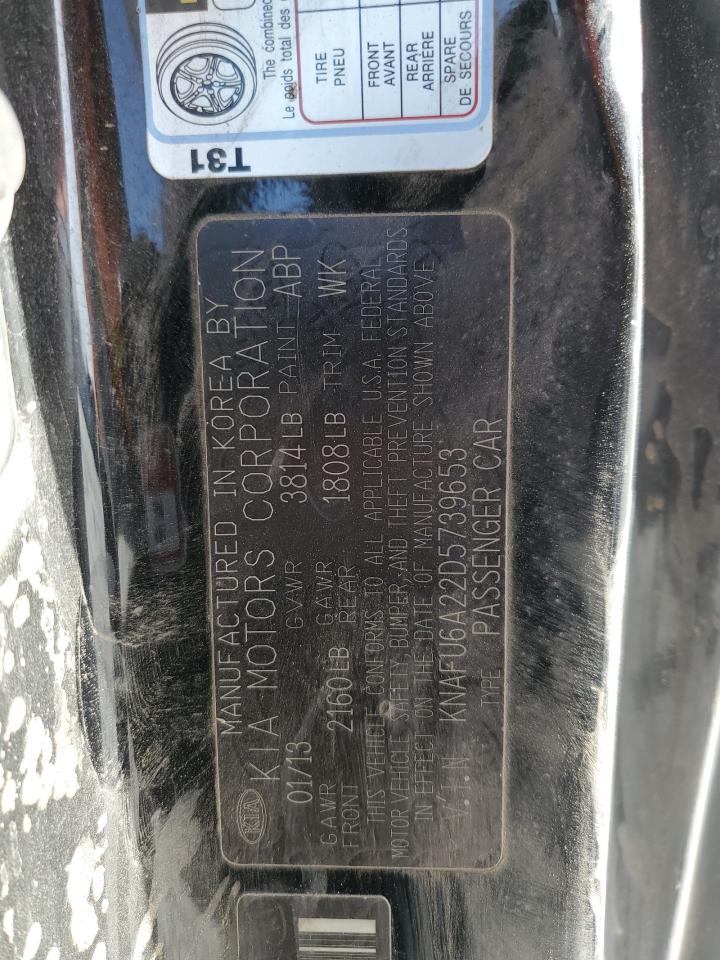 The combined
Le poids total des
TIRE
PNEU
FRONT
AVANT
REAR
ARRIÈRE
SPARE
DE SECOURS
T31
MANUFACTURED IN KOREA BY
KIA KIA MOTORS CORPORATION
01/13 GVWR 3814LB PAINT ABP
GAWR FRONT 2160LB GAWR REAR 1808LB TRIM WK
THIS VEHICLE CONFORMS TO ALL APPLICABLE U.S.A. FEDERAL
MOTOR VEHICLE SAFETY, BUMPER, AND THEFT PREVENTION STANDARDS
IN EFFECT ON THE DATE OF MANUFACTURE SHOWN ABOVE
V.I.N KNAFU6A22D5739653
TYPE PASSENGER CAR